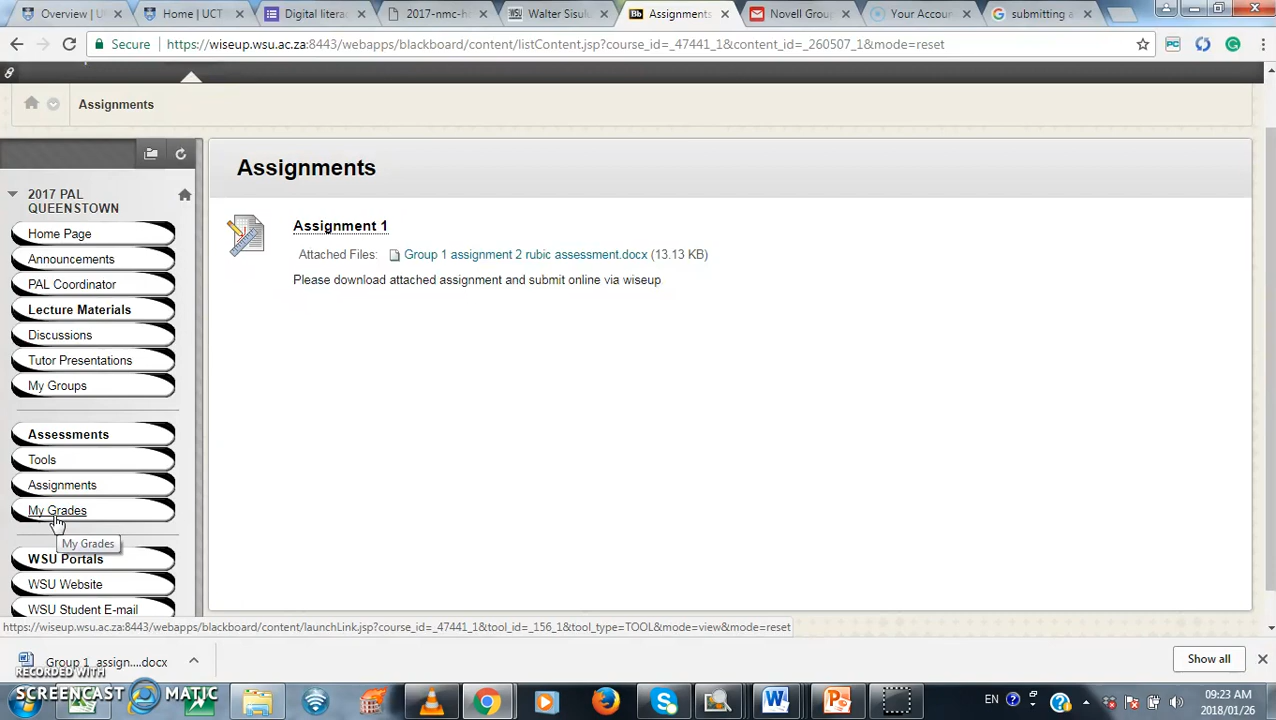 Overview | U
Home | UCT
Digital litera
2017-nmc-h
Walter Sisulu
Assignments
Novell Grou
Your Accou
submitting a
Secure
https://wiseup.wsu.ac.za:8443/webapps/blackboard/content/listContent.jsp?course_id=_47441_1&content_id=_260507_1&mode=reset
Assignments
2017 PAL
QUEENSTOWN
Home Page
Announcements
PAL Coordinator
Lecture Materials
Discussions
Tutor Presentations
My Groups
Assessments
Tools
Assignments
My Grades
My Grades
WSU Portals
WSU Website
WSU Student E-mail
Assignments
Assignment 1
Attached Files: Group 1 assignment 2 rubic assessment.docx (13.13 KB)
Please download attached assignment and submit online via wiseup
https://wiseup.wsu.ac.za:8443/webapps/blackboard/content/launchLink.jsp?course_id=_47441_1&tool_id=_156_1&tool_type=TOOL&mode=view&mode=reset
Group 1 assign....docx
Show all
RECORDED WITH
SCREENCAST MATIC
EN
09:23 AM
2018/01/26